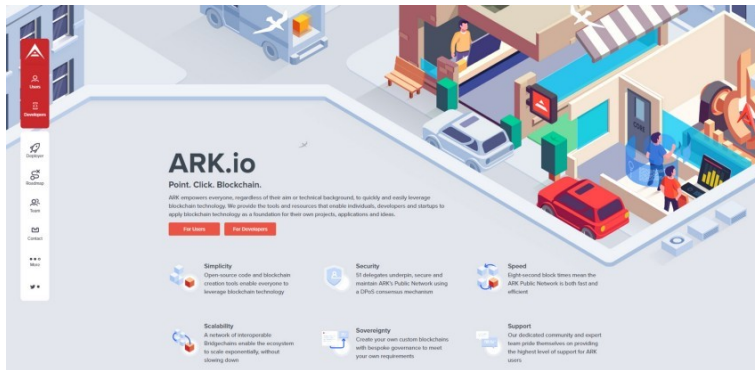 Users
Developers
Deployer
Roadmap
Team
Contact
More
ARK.io
Point. Click. Blockchain.
ARK empowers everyone, regardless of their aim or technical background, to quickly and easily leverage
blockchain technology. We provide the tools and resources that enable individuals, developers and startups to
apply blockchain technology as a foundation for their own projects, applications and ideas.
For Users
For Developers
Simplicity
Open-source code and blockchain
creation tools enable everyone to
leverage blockchain technology
Security
51 delegates underpin, secure and
maintain ARK's Public Network using
a DPoS consensus mechanism
Speed
Eight-second block times mean the
ARK Public Network is both fast and
efficient
Scalability
A network of interoperable
Bridgechains enable the ecosystem
to scale exponentially, without
slowing down
Sovereignty
Create your own custom blockchains
with bespoke governance to meet
your own requirements
Support
Our dedicated community and expert
team pride themselves on providing
the highest level of support for ARK
users